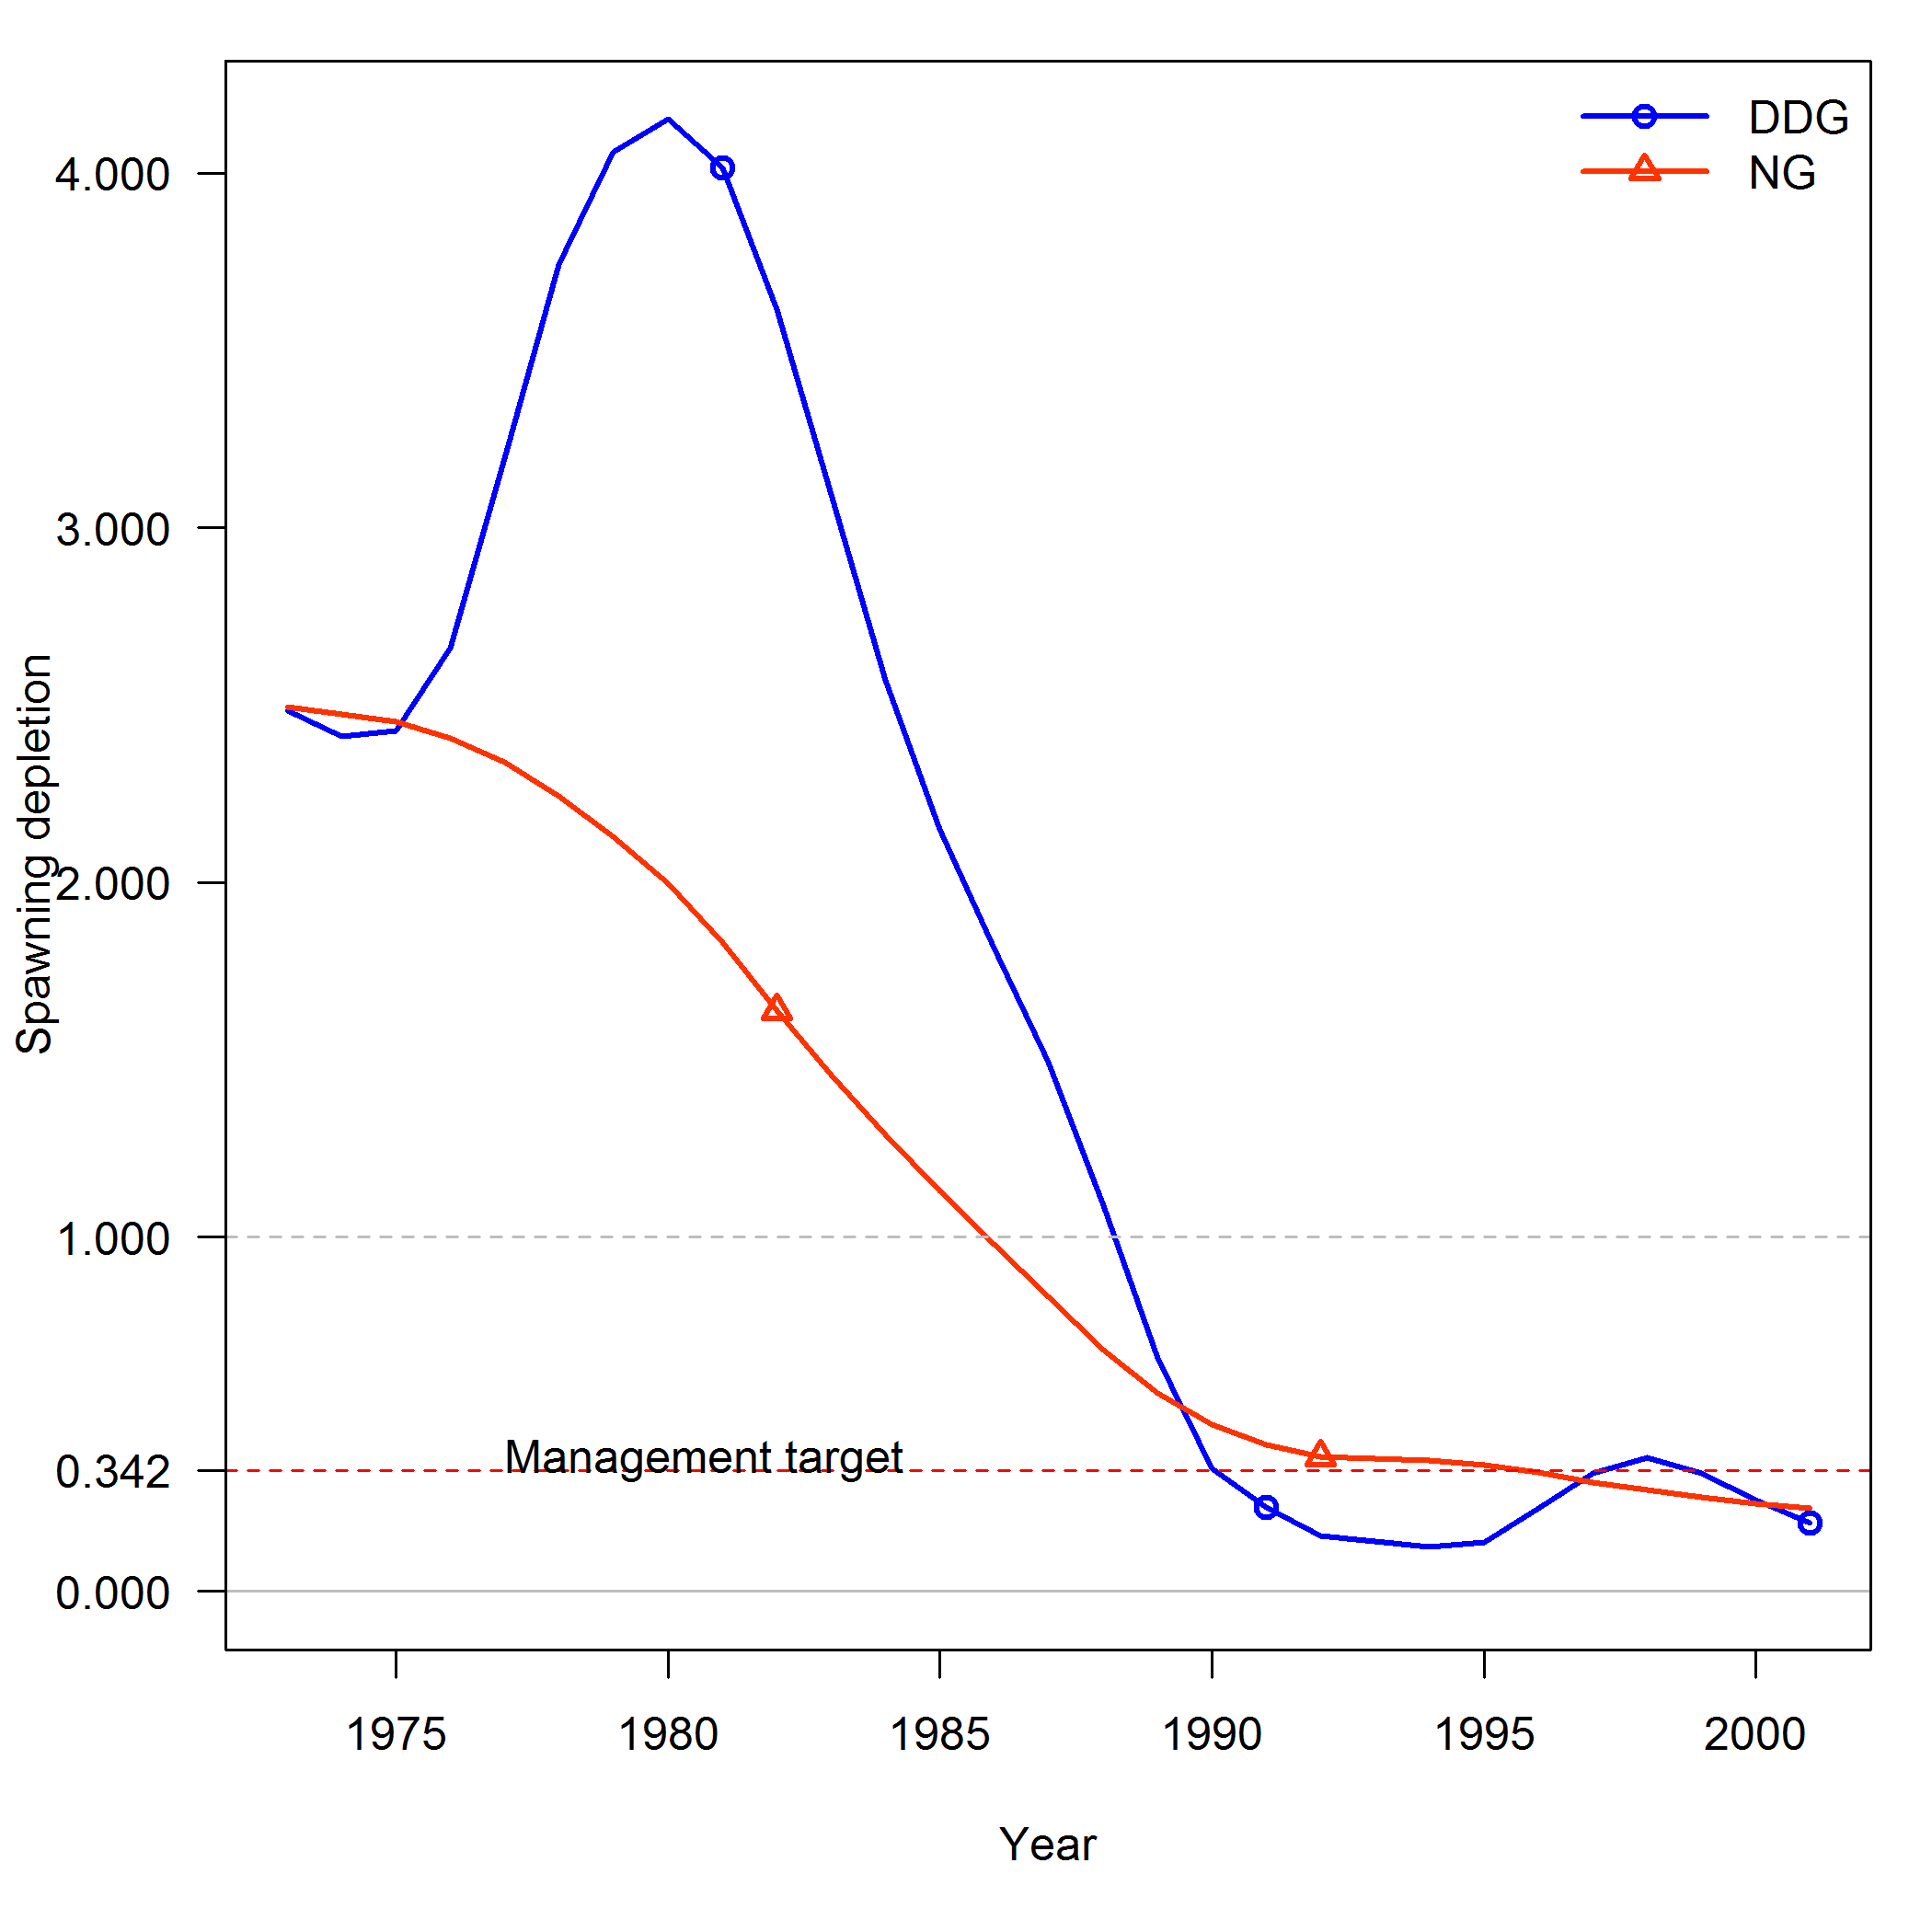 DDG
NG
4.000
3.000
2.000
1.000
0.342
0.000
Spawning depletion
Management target
1975 1980 1985 1990 1995 2000
Year